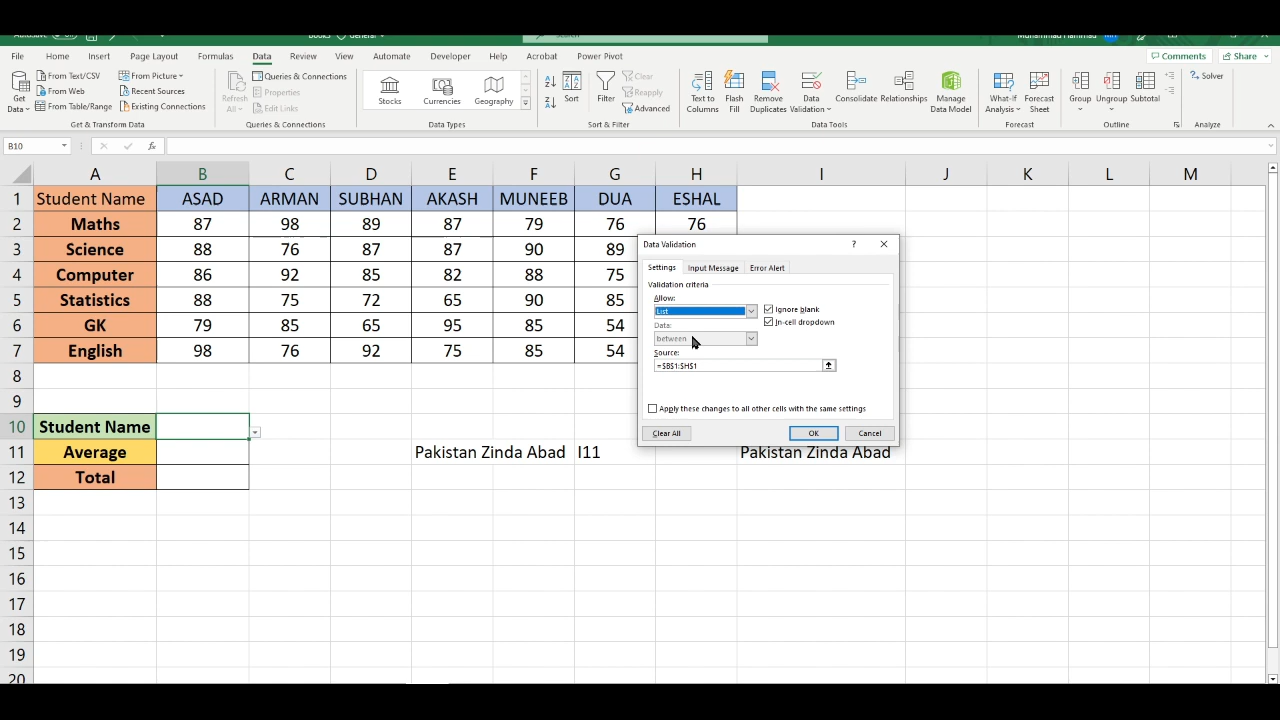 File Home Insert Page Layout Formulas Data Review View Automate Developer Help Acrobat Power Pivot Comments Share
Get Data
From Text/CSV
From Web
From Table/Range
From Picture
Recent Sources
Existing Connections
Get & Transform Data
Refresh All
Queries & Connections
Properties
Edit Links
Queries & Connections
Stocks
Currencies
Geography
Data Types
Sort
Filter
Clear
Reapply
Advanced
Sort & Filter
Text to Columns
Flash Fill
Remove Duplicates
Data Validation
Consolidate
Relationships
Manage Data Model
Data Tools
What-If Analysis
Forecast Sheet
Forecast
Group
Ungroup
Subtotal
Outline
Solver
Analyze
B10 fx
A B C D E F G H I J K L M
1 Student Name ASAD ARMAN SUBHAN AKASH MUNEEB DUA ESHAL
2 Maths 87 98 89 87 79 76 76
3 Science 88 76 87 87 90 89
4 Computer 86 92 85 82 88 75
5 Statistics 88 75 72 65 90 85
6 GK 79 85 65 95 85 54
7 English 98 76 92 75 85 54
8
9
10 Student Name
11 Average Pakistan Zinda Abad I11 Pakistan Zinda Abad
12 Total
13
14
15
16
17
18
19
20
Data Validation ?
Settings Input Message Error Alert
Validation criteria
Allow:
List
Ignore blank
In-cell dropdown
Data:
between
Source:
=$B$1:$H$1
Apply these changes to all other cells with the same settings
Clear All OK Cancel